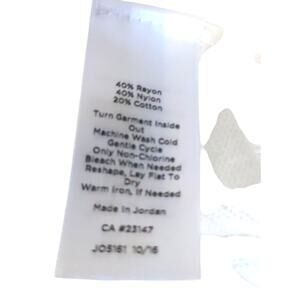 40% Rayon
40% Nylon
20% Cotton
Turn Garment Inside
Out
Machine Wash Cold
Gentle Cycle
Only Non-Chlorine
Bleach When Needed
Reshape, Lay Flat To
Dry
Warm Iron, If Needed
Made In Jordan
CA #23147
JO5161 10/16